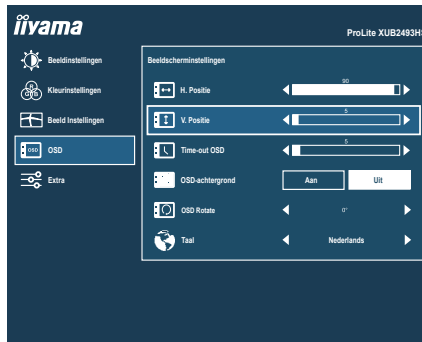 iiyama
ProLite XUB2493HS
Beeldinstellingen
Kleurinstellingen
Beeld Instellingen
OSD
OSD
Extra
Beeldscherminstellingen
H. Positie
90
V. Positie
5
Time-out OSD
5
OSD-achtergrond
Aan
Uit
OSD Rotate
0°
Taal
Nederlands